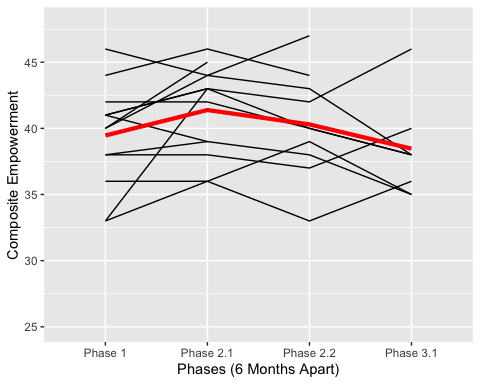 Composite Empowerment
45
40
35
30
25
Phase 1
Phase 2.1
Phase 2.2
Phase 3.1
Phases (6 Months Apart)